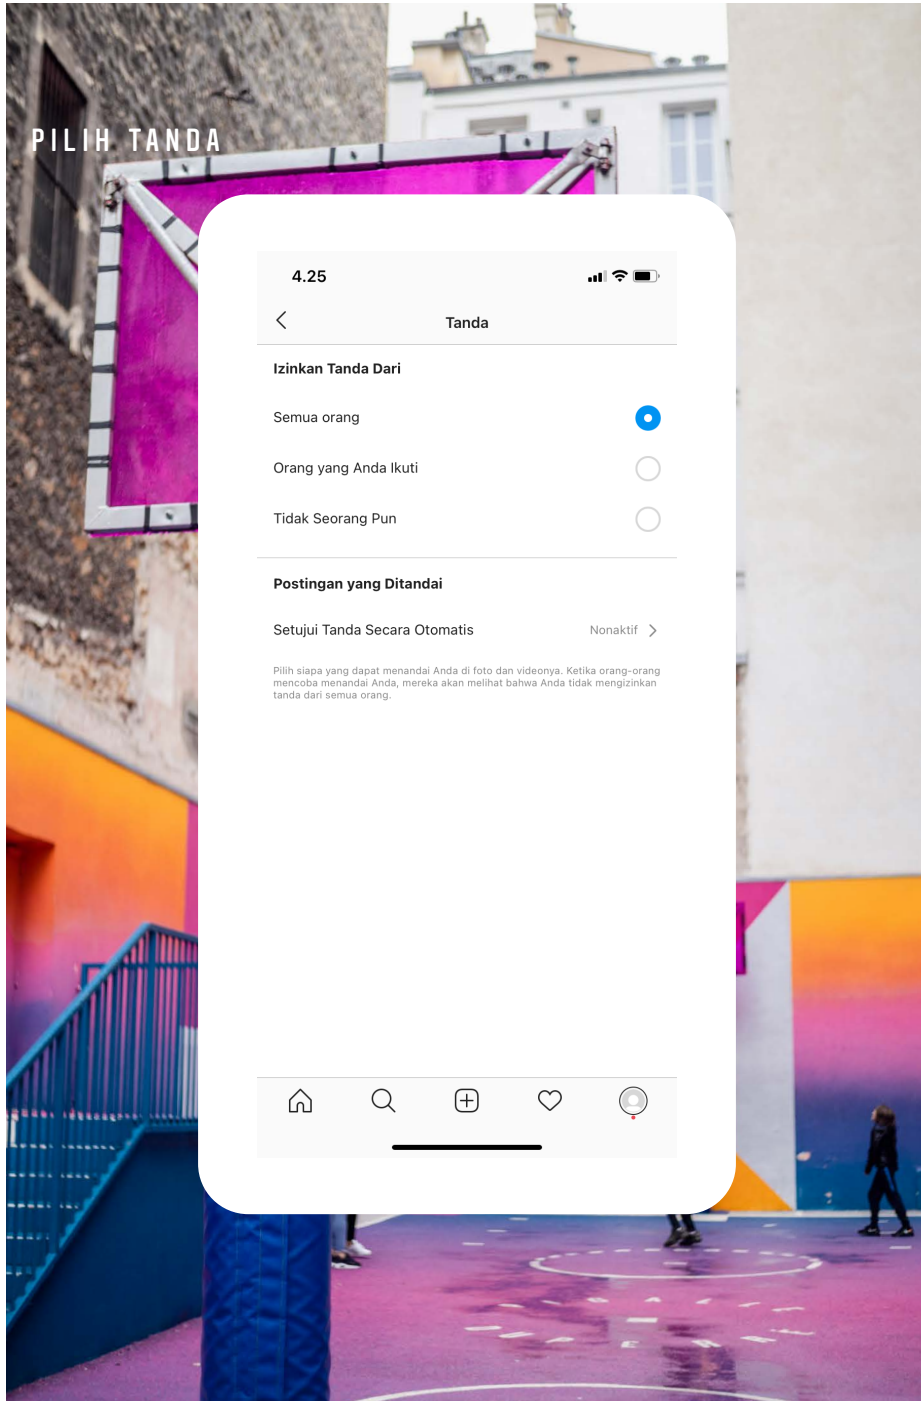 PILIH TANDA
4.25
Tanda
Izinkan Tanda Dari
Semua orang
Orang yang Anda Ikuti
Tidak Seorang Pun
Postingan yang Ditandai
Setujui Tanda Secara Otomatis Nonaktif
Pilih siapa yang dapat menandai Anda di foto dan videonya. Ketika orang-orang
mencoba menandai Anda, mereka akan melihat bahwa Anda tidak mengizinkan
tanda dari semua orang.